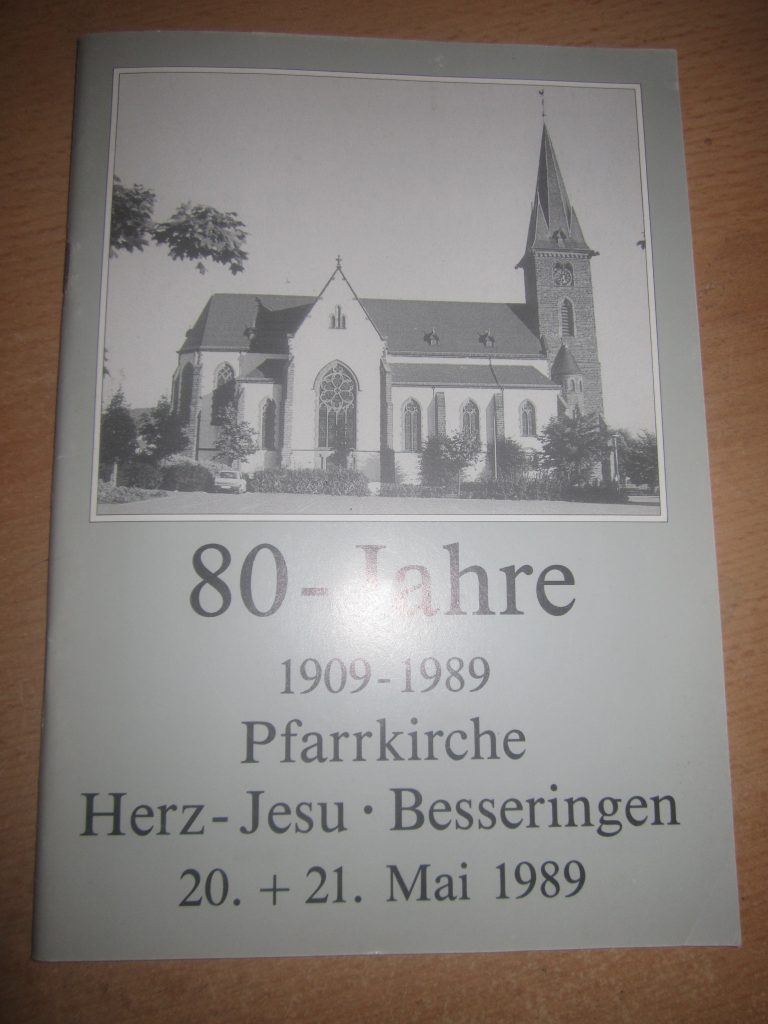 80-Jahre
1909-1989
Pfarrkirche
Herz-Jesu · Besseringen
20. + 21. Mai 1989